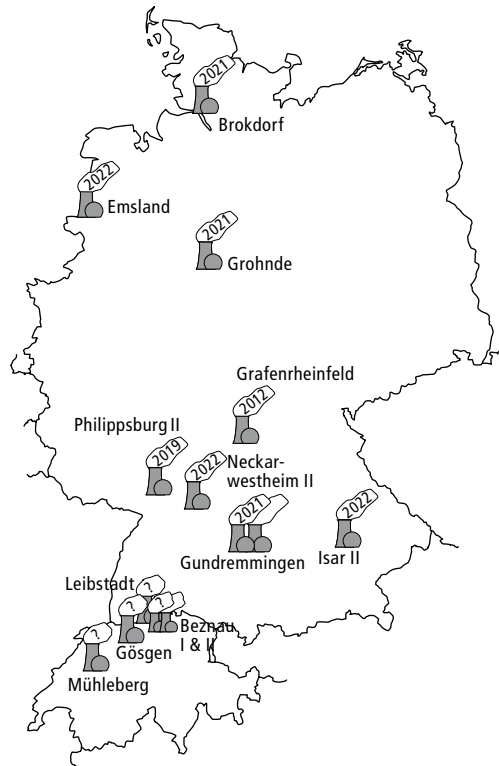 2021
Brokdorf
2022
Emsland
2021
Grohnde
Grafenrheinfeld
2012
Philippsburg II
2019
2022
Neckar-
westheim II
2021
Gundremmingen
2022
Isar II
Leibstadt
?
?
Gösgen
?
Beznau
I & II
?
Mühleberg